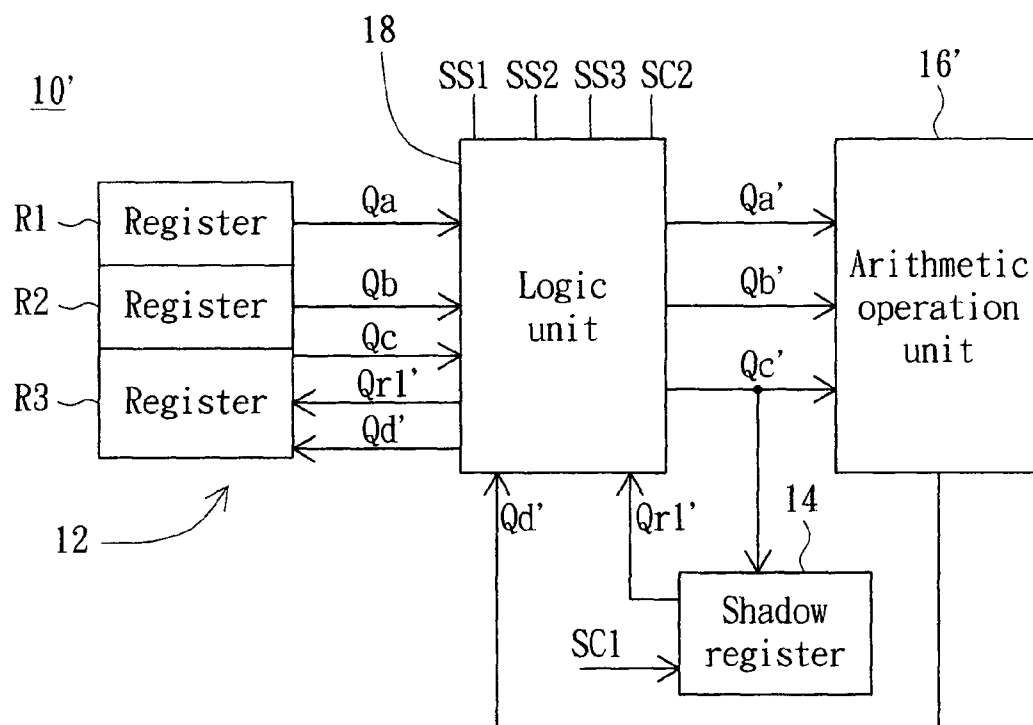 10'
18
SS1
SS2
SS3
SC2
16'
R1
Register
Qa
Qa'
R2
Register
Qb
Logic
unit
Qb'
Arithmetic
operation
unit
R3
Register
Qc
Qr1'
Qd'
Qc'
12
Qd'
Qr1'
14
Shadow
register
SC1